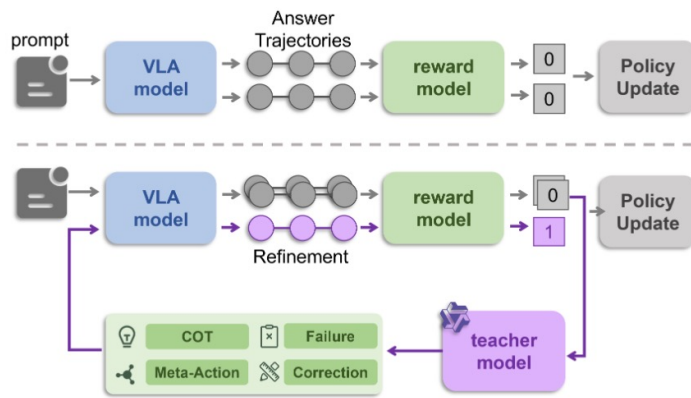 Answer
Trajectories
prompt
VLA
model
reward
model
0
0
Policy
Update
VLA
model
Refinement
reward
model
0
1
Policy
Update
COT
Failure
Meta-Action
Correction
teacher
model